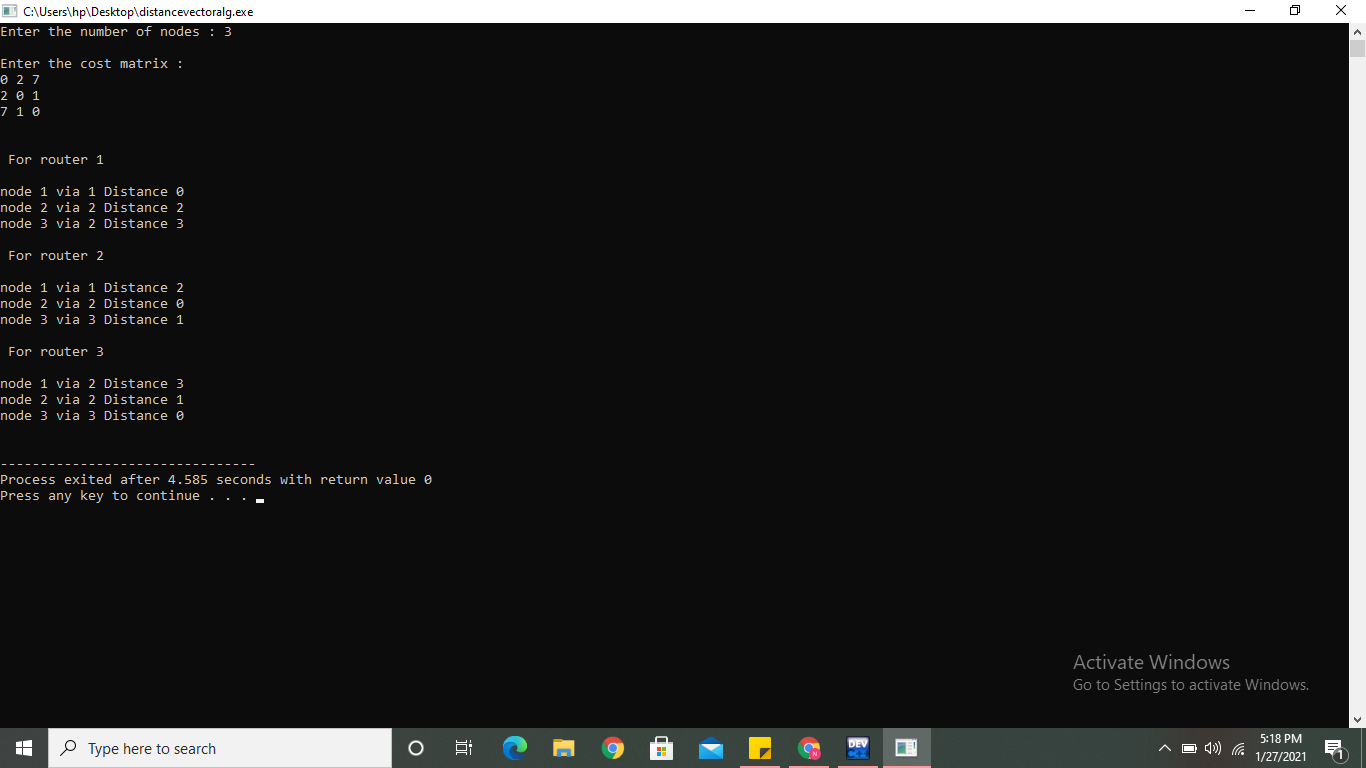 C:\Users\hp\Desktop\distancevectoralg.exe
Enter the number of nodes : 3
Enter the cost matrix :
0 2 7
2 0 1
7 1 0
For router 1
node 1 via 1 Distance 0
node 2 via 2 Distance 2
node 3 via 2 Distance 3
For router 2
node 1 via 1 Distance 2
node 2 via 2 Distance 0
node 3 via 3 Distance 1
For router 3
node 1 via 2 Distance 3
node 2 via 2 Distance 1
node 3 via 3 Distance 0
--------------------------------
Process exited after 4.585 seconds with return value 0
Press any key to continue . . .
Activate Windows
Go to Settings to activate Windows.
Type here to search
N
DEV
5:18 PM
1/27/2021
1